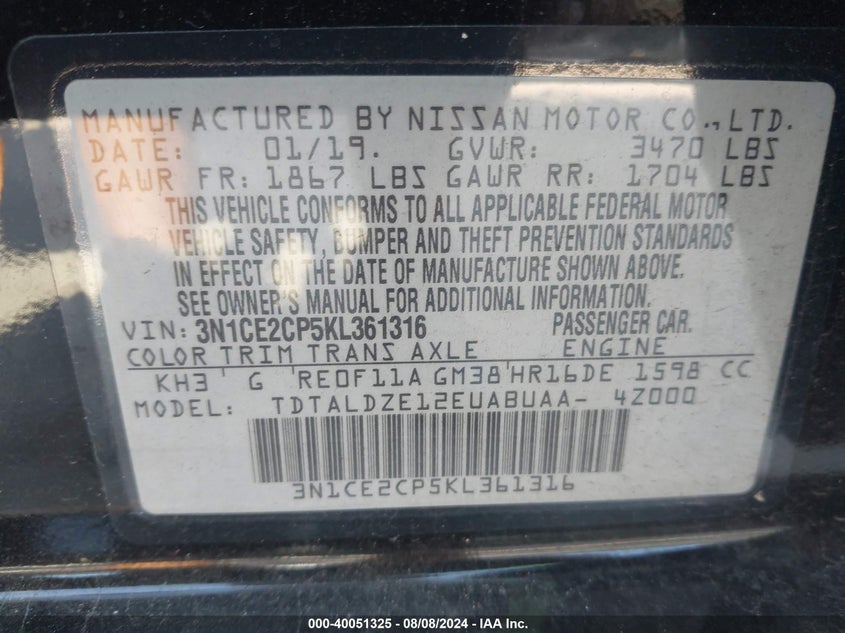 MANUFACTURED BY NISSAN MOTOR CO., LTD.
DATE: 01/19. GVWR: 3470 LBS
GAWR FR: 1867 LBS GAWR RR: 1704 LBS
THIS VEHICLE CONFORMS TO ALL APPLICABLE FEDERAL MOTOR
VEHICLE SAFETY, BUMPER AND THEFT PREVENTION STANDARDS
IN EFFECT ON THE DATE OF MANUFACTURE SHOWN ABOVE.
SEE OWNER'S MANUAL FOR ADDITIONAL INFORMATION.
VIN: 3N1CE2CP5KL361316 PASSENGER CAR.
COLOR TRIM TRANS AXLE ENGINE
KH3 G RE0F11A GM38 HR16DE 1598 CC
MODEL: TDTALDZE12EUABUAA- 4Z000
3N1CE2CP5KL361316
000-40051325 - 08/08/2024 - IAA Inc.